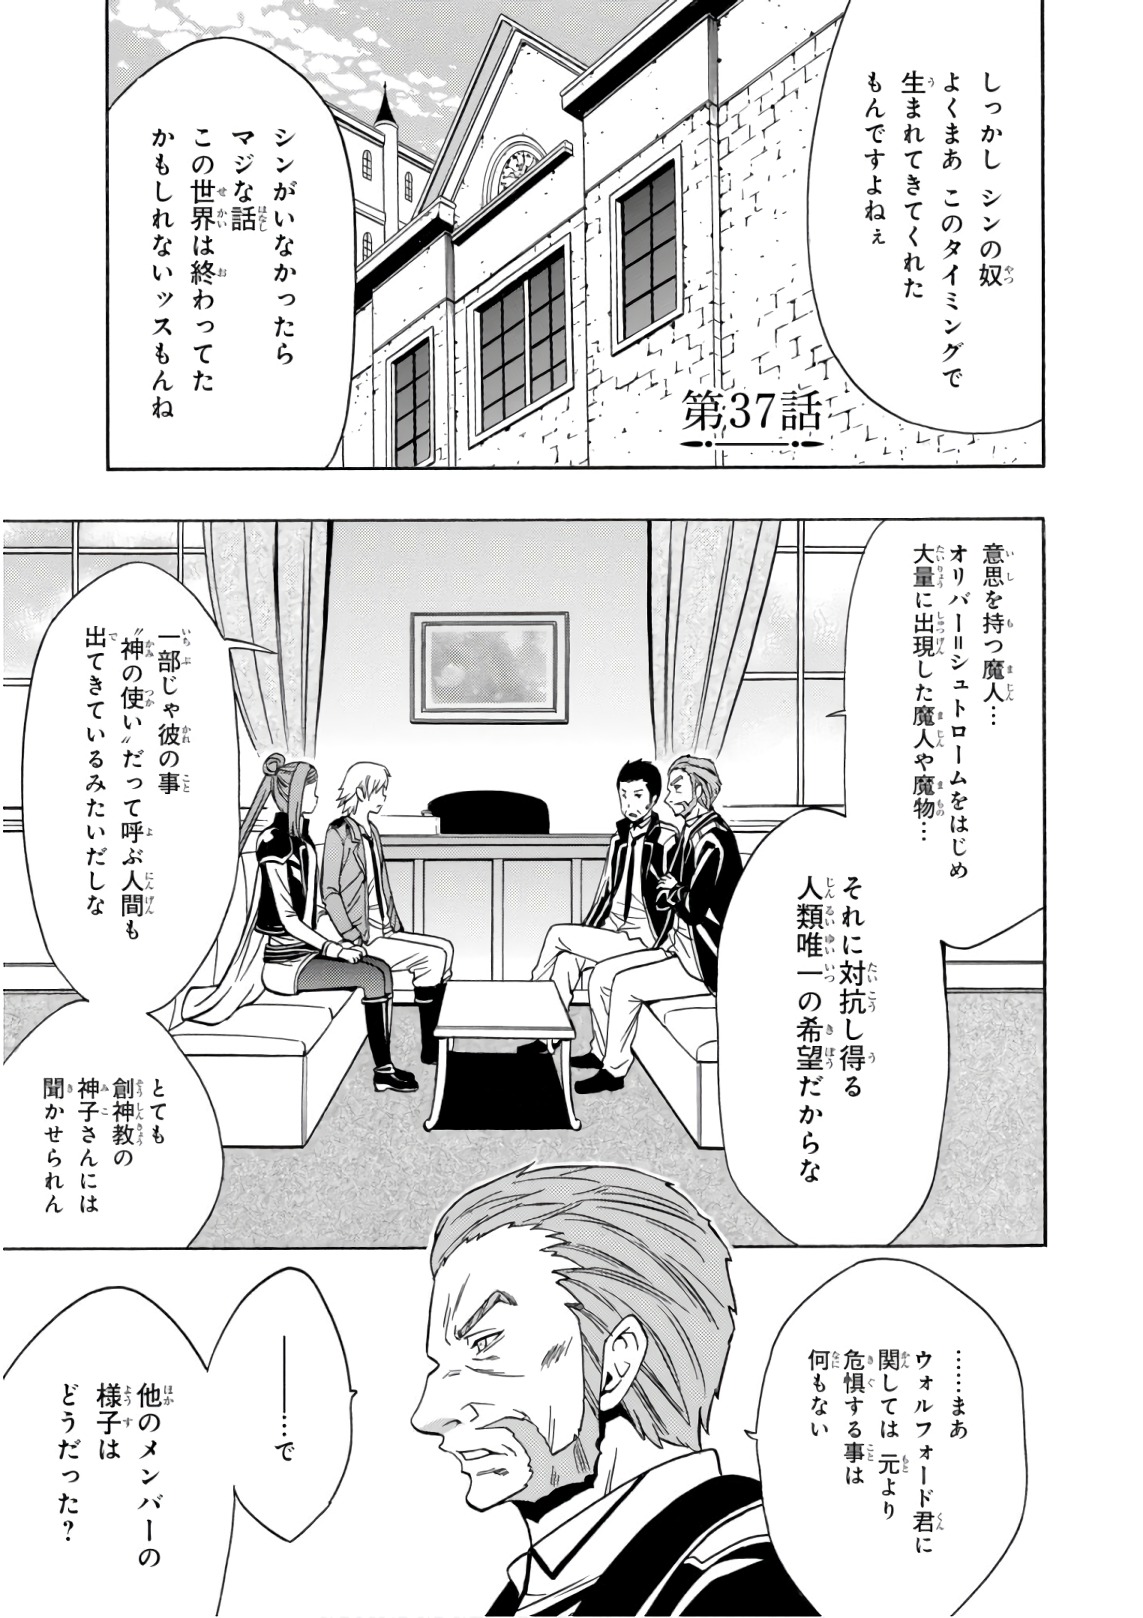 しっかし シンの奴
よくまあ このタイミングで
生まれてきてくれた
もんですよねぇ
シンがいなかったら
マジな話
この世界は終わってた
かもしれないッスもんね
第37話
意思を持つ魔人…
オリバー=シュトロームをはじめ
大量に出現した魔人や魔物…
それに対抗し得る
人類唯一の希望だからな
一部じゃ彼の事
〝神の使い〟だって呼ぶ人間も
出てきているみたいだしな
とても
創神教の
神子さんには
聞かせられん
……まあ
ウォルフォード君に
関しては 元より
危惧する事は
何もない
――…で
他のメンバーの
様子は
どうだった?